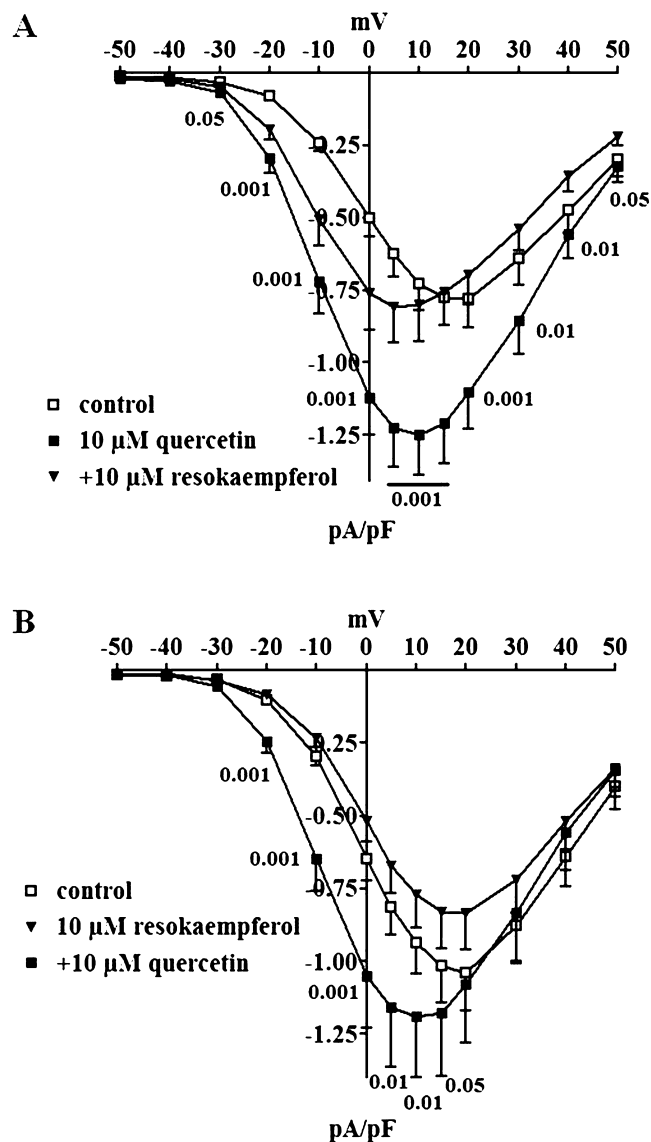 A
mV
-50 -40 -30 -20 -10 0 10 20 30 40 50
0.05
-0.25
0.001
0.05
-0.50
0.01
0.001
-0.75
0.01
-1.00
0.001
0.001
control
10 µM quercetin
-1.25
+10 µM resokaempferol
0.001
pA/pF
B
mV
-50 -40 -30 -20 -10 0 10 20 30 40 50
0.25
0.001
-0.50
0.001
control
-0.75
10 µM resokaempferol
+10 µM quercetin
-1.00
0.001
-1.25
0.01
0.05
0.01
pA/pF